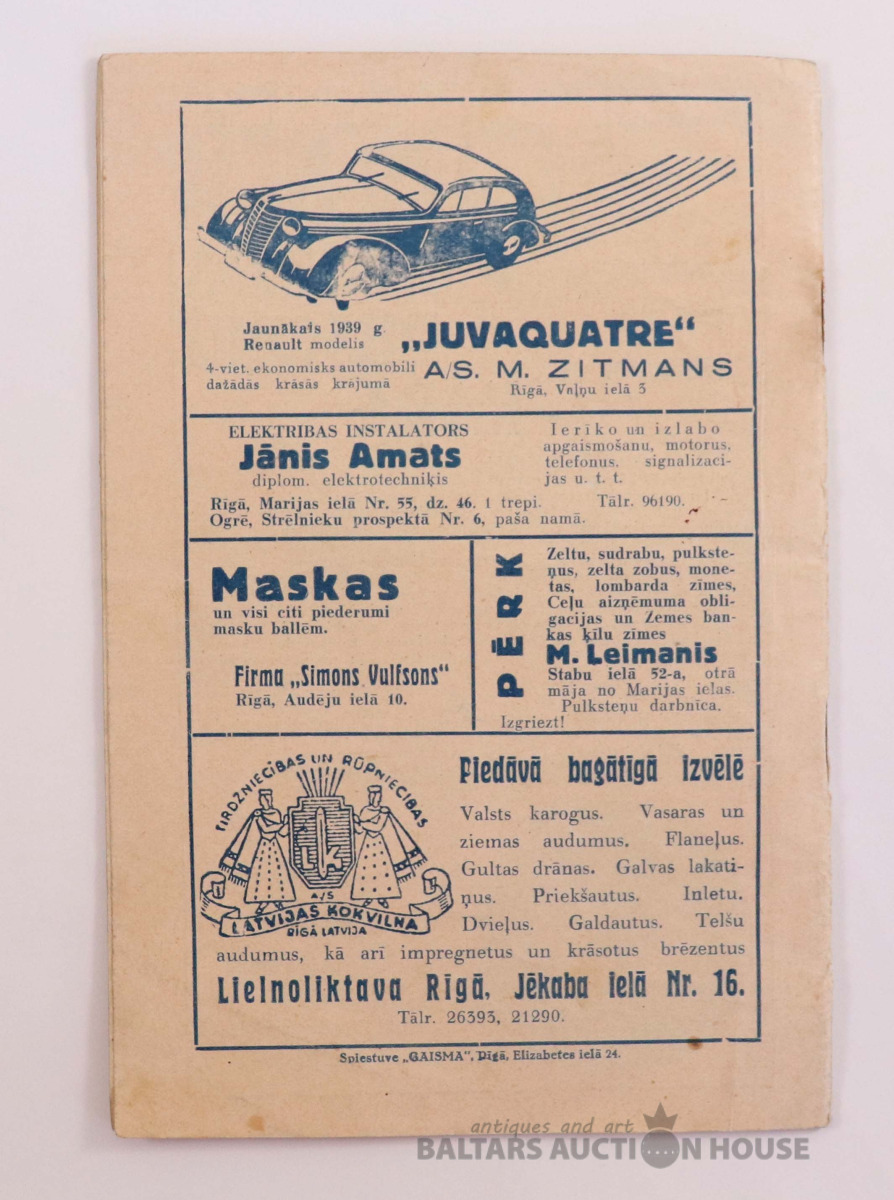 Jaunākais 1939 g.
Renault modelis
„JUVAQUATRE“
4-viet. ekonomisks automobili
dažādās krāsās krājumā
A/S. M. ZITMANS
Rīgā, Vaļņu ielā 3
ELEKTRIBAS INSTALATORS
Jānis Amats
diplom. elektrotechniķis
Ierīko un izlabo
apgaismošanu, motorus,
telefonus, signalizaci-
jas u. t. t.
Rīgā, Marijas ielā Nr. 55, dz. 46. 1 trepi. Tālr. 96190.
Ogrē, Strēlnieku prospektā Nr. 6, paša namā.
Maskas
un visi citi piederumi
masku ballēm.
Firma „Simons Vulfsons“
Rīgā, Audēju ielā 10.
PĒRK
Zeltu, sudrabu, pulkste-
ņus, zelta zobus, mone-
tas, lombarda zīmes,
Ceļu aizņēmuma obli-
gacijas un Zemes ban-
kas ķīlu zīmes
M. Leimanis
Stabu ielā 52-a, otrā
māja no Marijas ielas.
Pulksteņu darbnīca.
Izgriezt!
TIRDZNIECĪBAS UN RŪPNIECĪBAS
LK
A/S
LATVIJAS KOKVILNA
RĪGĀ LATVIJA
Piedāvā bagātīgā izvēlē
Valsts karogus. Vasaras un
ziemas audumus. Flaneļus.
Gultas drānas. Galvas lakati-
ņus. Priekšautus. Inletu.
Dvieļus. Galdautus. Telšu
audumus, kā arī impregnetus un krāsotus brēzentus
Lielnoliktava Rīgā, Jēkaba ielā Nr. 16.
Tālr. 26393, 21290.
Spiestuve „GAISMA“, Rīgā, Elizabetes ielā 24.
antiques and art
BALTARS AUCTION HOUSE